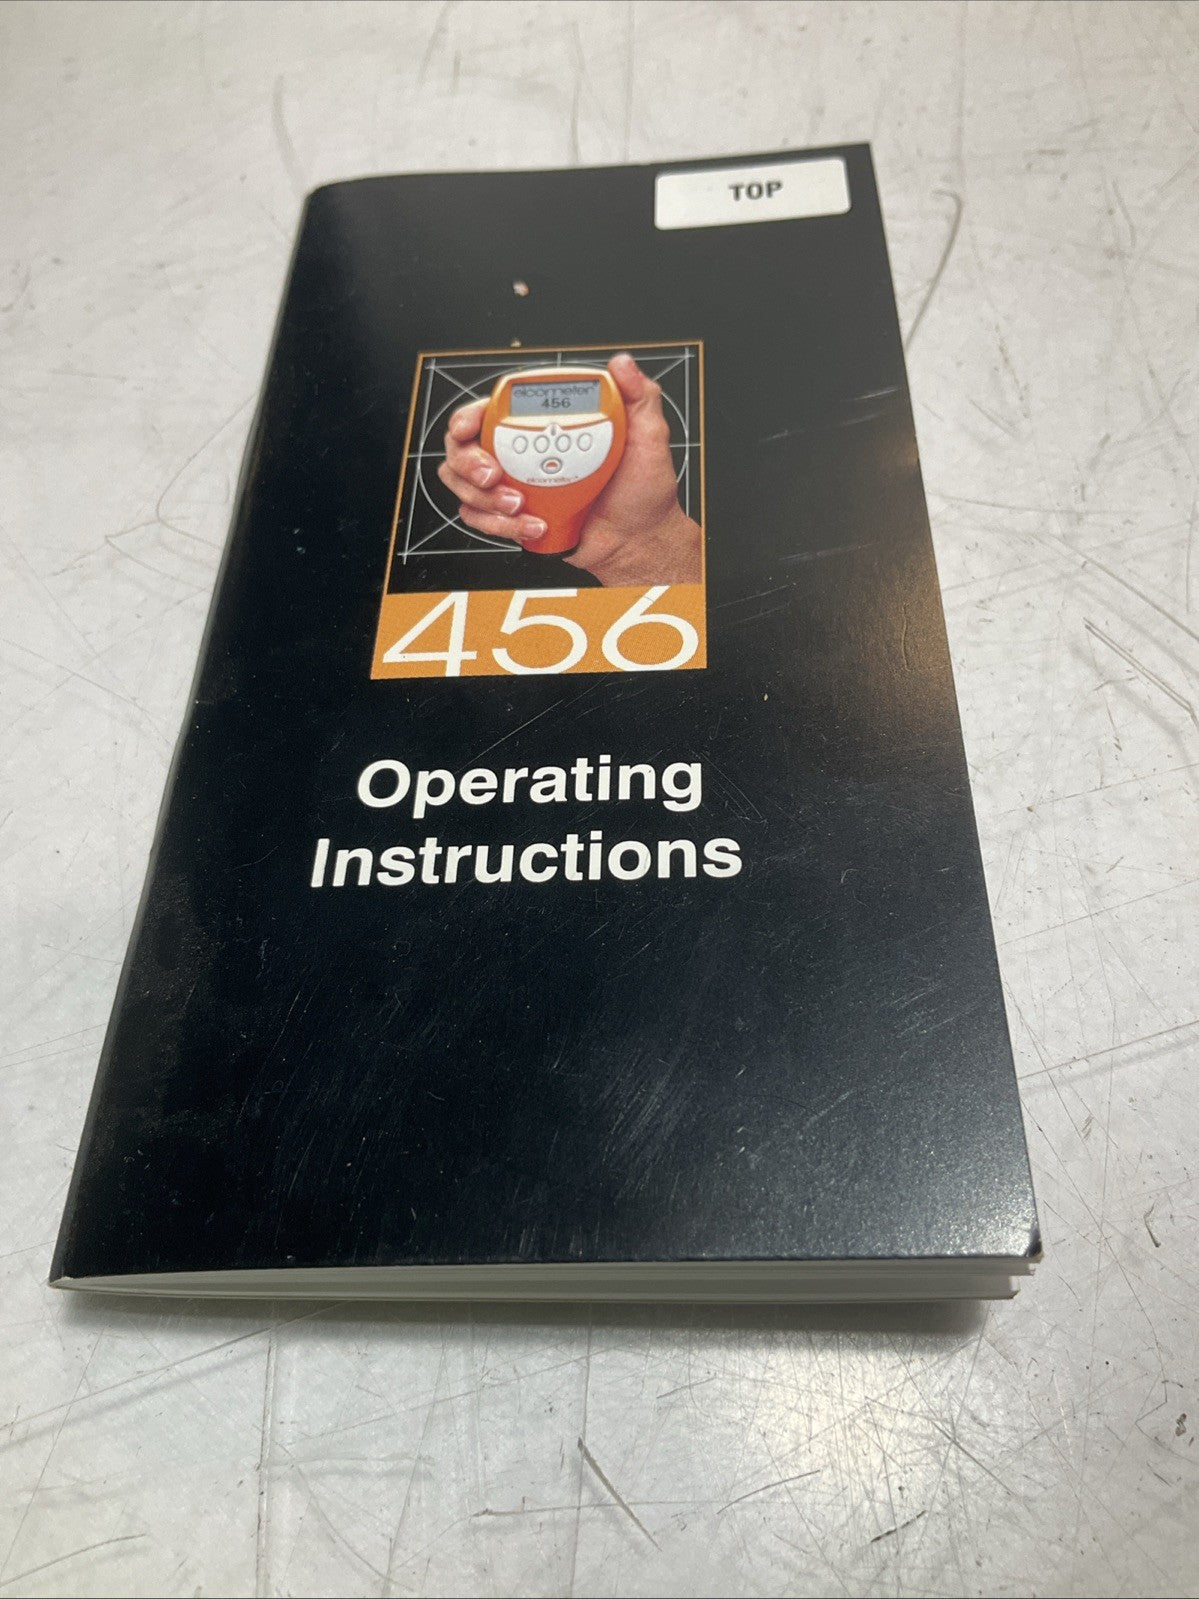 TOP
elcometer
456
elcometer
456
Operating
Instructions